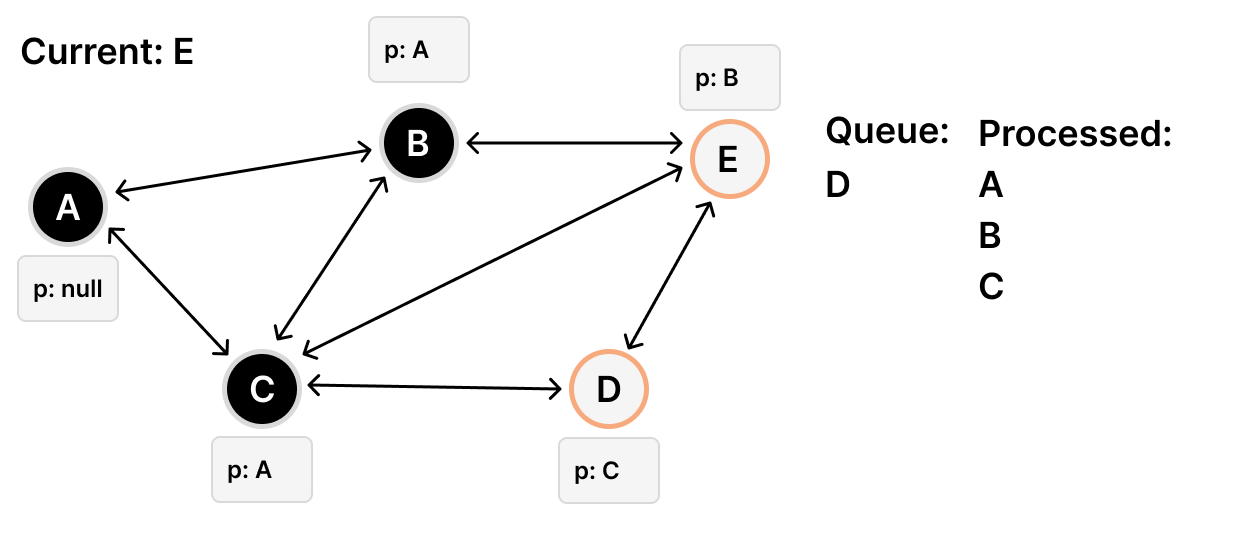 Current: E
p: A
p: B
B
E
A
p: null
C
D
p: A
p: C
Queue:
D
Processed:
A
B
C